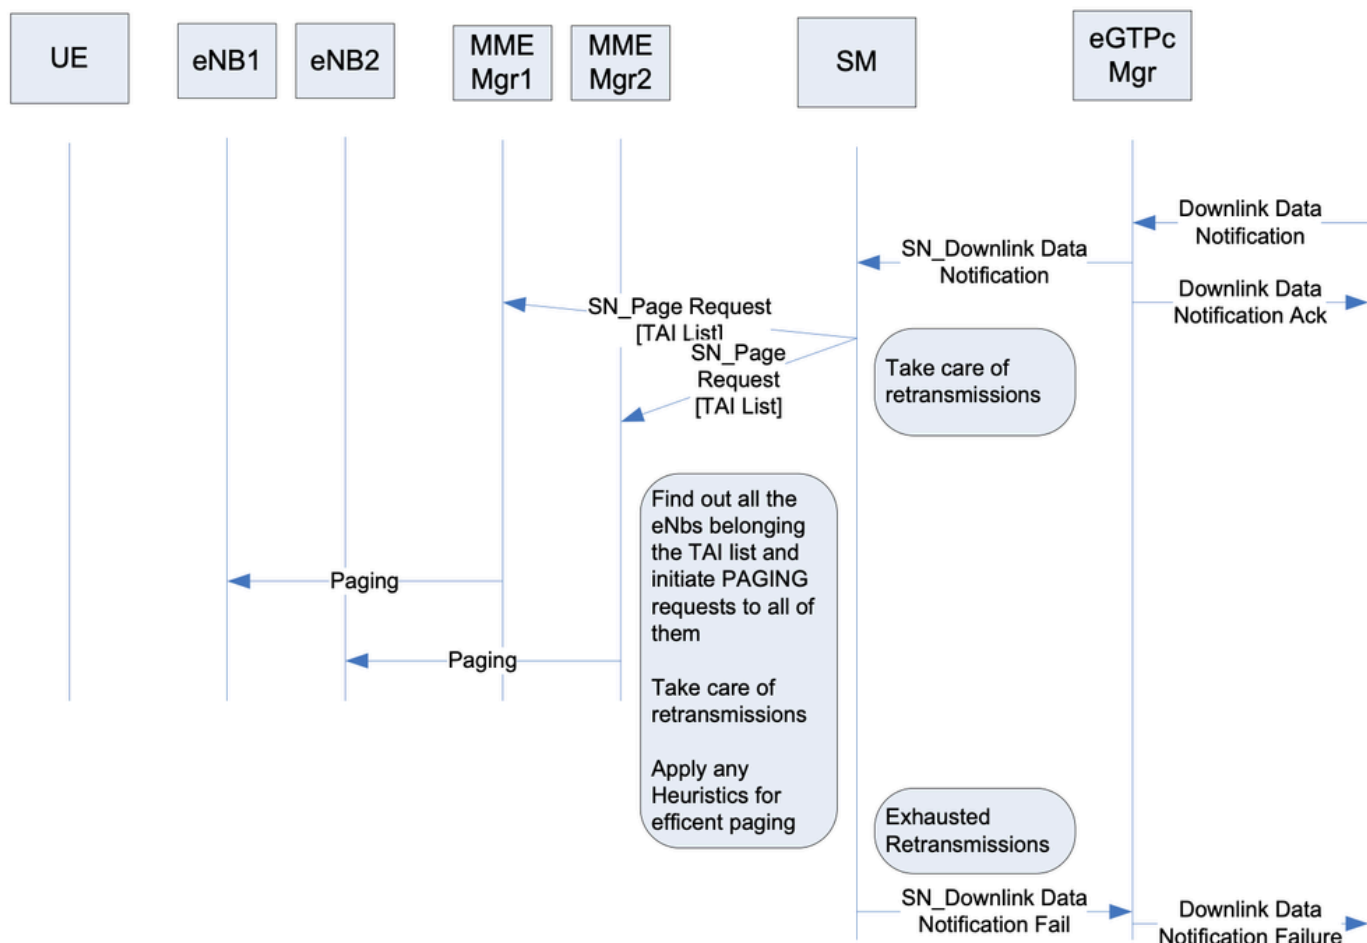 UE
eNB1
eNB2
MME
Mgr1
MME
Mgr2
SM
eGTPc
Mgr
Downlink Data
Notification
SN_Downlink Data
Notification
Downlink Data
Notification Ack
SN_Page Request
[TAI List]
SN_Page
Request
[TAI List]
Take care of
retransmissions
Find out all the
eNbs belonging
the TAI list and
initiate PAGING
requests to all of
them
Take care of
retransmissions
Apply any
Heuristics for
efficent paging
Paging
Paging
Exhausted
Retransmissions
SN_Downlink Data
Notification Fail
Downlink Data
Notification Failure